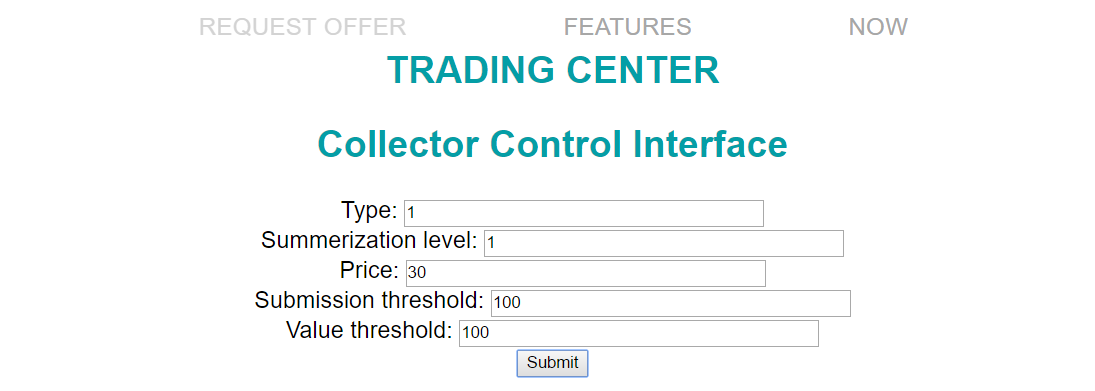 REQUEST OFFER FEATURES NOW
TRADING CENTER
Collector Control Interface
Type: 1
Summerization level: 1
Price: 30
Submission threshold: 100
Value threshold: 100
Submit